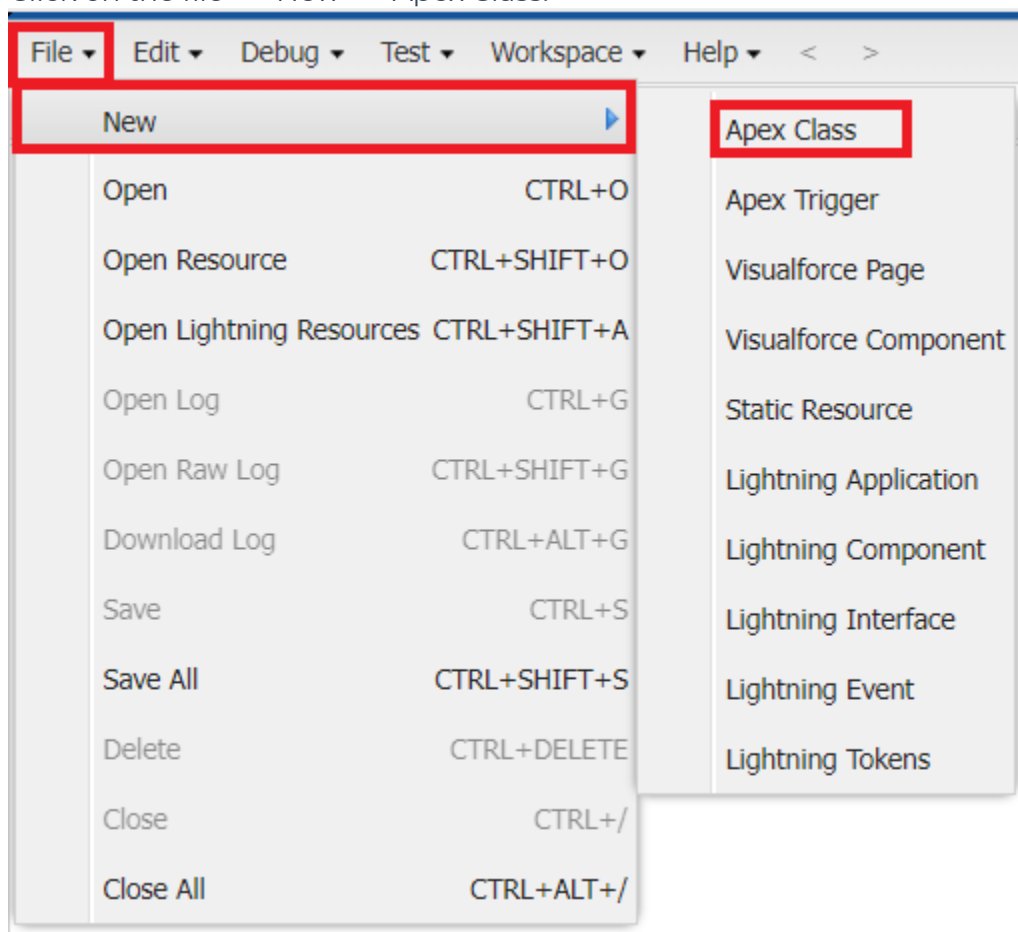 File Edit Debug Test Workspace Help < >
New
Open CTRL+O
Open Resource CTRL+SHIFT+O
Open Lightning Resources CTRL+SHIFT+A
Open Log CTRL+G
Open Raw Log CTRL+SHIFT+G
Download Log CTRL+ALT+G
Save CTRL+S
Save All CTRL+SHIFT+S
Delete CTRL+DELETE
Close CTRL+/
Close All CTRL+ALT+/
Apex Class
Apex Trigger
Visualforce Page
Visualforce Component
Static Resource
Lightning Application
Lightning Component
Lightning Interface
Lightning Event
Lightning Tokens